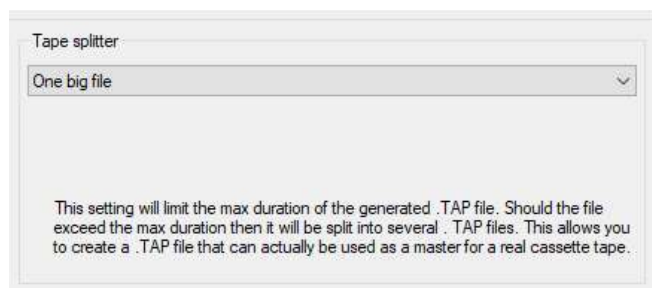 Tape splitter
One big file
This setting will limit the max duration of the generated .TAP file. Should the file
exceed the max duration then it will be split into several . TAP files. This allows you
to create a .TAP file that can actually be used as a master for a real cassette tape.